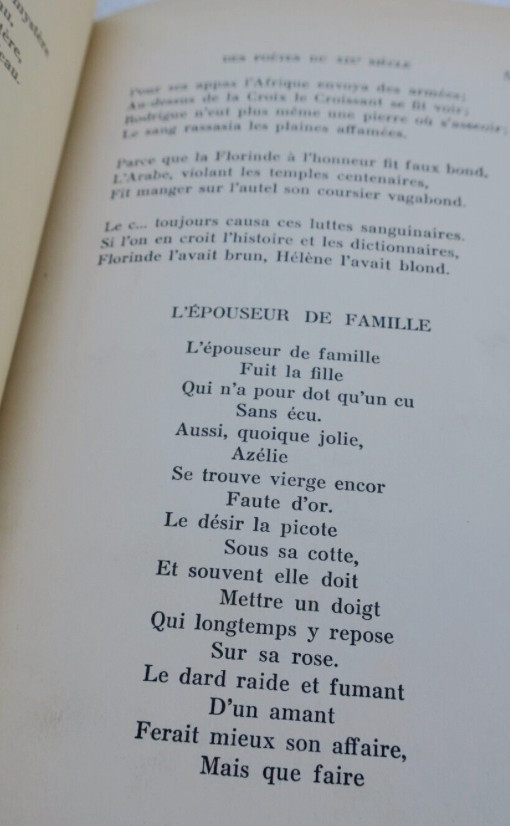 mystère
eau.
DES POÈTES DU XIXe SIÈCLE
Pour ses appas l'Afrique envoya des armées;
Au-dessus de la Croix le Croissant se fit voir;
Rodrigue n'eut plus même une pierre où s'asseoir;
Le sang rassasia les plaines affamées.
Parce que la Florinde à l'honneur fit faux bond,
L'Arabe, violant les temples centenaires,
Fit manger sur l'autel son coursier vagabond.
Le c... toujours causa ces luttes sanguinaires.
Si l'on en croit l'histoire et les dictionnaires,
Florinde l'avait brun, Hélène l'avait blond.
L'ÉPOUSEUR DE FAMILLE
L'épouseur de famille
Fuit la fille
Qui n'a pour dot qu'un cu
Sans écu.
Aussi, quoique jolie,
Azélie
Se trouve vierge encor
Faute d'or.
Le désir la picote
Sous sa cotte,
Et souvent elle doit
Mettre un doigt
Qui longtemps y repose
Sur sa rose.
Le dard raide et fumant
D'un amant
Ferait mieux son affaire,
Mais que faire